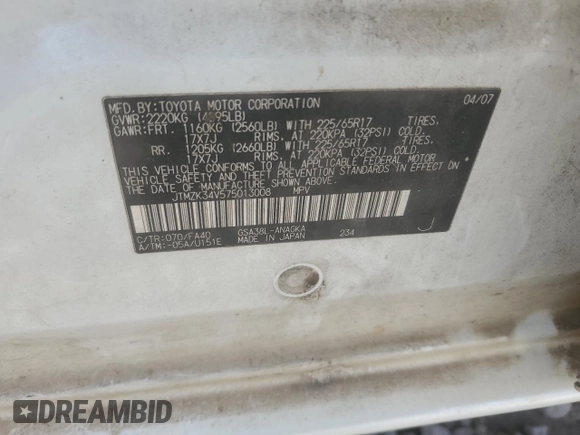 MFD.BY:TOYOTA MOTOR CORPORATION 04/07
GVWR:2220KG (4895LB)
GAWR:FRT. 1160KG (2560LB) WITH 225/65R17 TIRES,
17X7J RIMS, AT 220KPA (32PSI) COLD.
RR. 1205KG (2660LB) WITH 225/65R17 TIRES,
17X7J RIMS, AT 220KPA (32PSI) COLD.
THIS VEHICLE CONFORMS TO ALL APPLICABLE FEDERAL MOTOR
VEHICLE SAFETY AND THEFT PREVENTION STANDARDS IN EFFECT ON
THE DATE OF MANUFACTURE SHOWN ABOVE.
JTMZK34V575013008 MPV
C/TR:070/FA40 GSA38L-ANAGKA 234 J
A/TM:-05A/U151E MADE IN JAPAN
DREAMBID